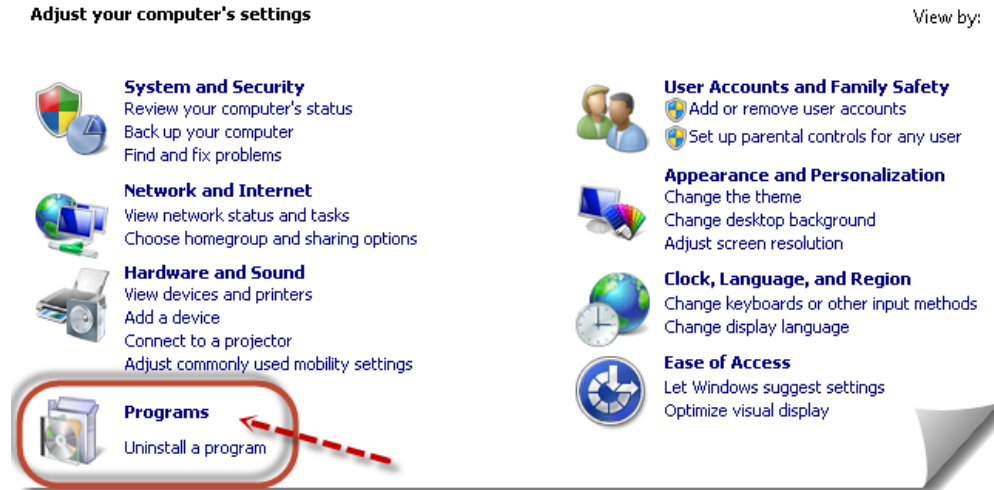 Adjust your computer's settings
View by:
System and Security
Review your computer's status
Back up your computer
Find and fix problems
Network and Internet
View network status and tasks
Choose homegroup and sharing options
Hardware and Sound
View devices and printers
Add a device
Connect to a projector
Adjust commonly used mobility settings
Programs
Uninstall a program
User Accounts and Family Safety
Add or remove user accounts
Set up parental controls for any user
Appearance and Personalization
Change the theme
Change desktop background
Adjust screen resolution
Clock, Language, and Region
Change keyboards or other input methods
Change display language
Ease of Access
Let Windows suggest settings
Optimize visual display